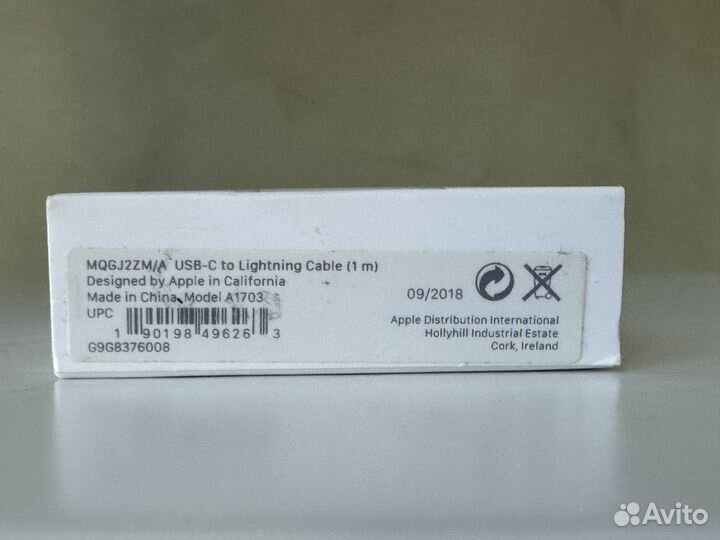 MQGJ2ZM/A USB-C to Lightning Cable (1 m)
Designed by Apple in California
Made in China Model A1703
UPC
1 90198 49626 3
G9G8376008
09/2018
Apple Distribution International
Hollyhill Industrial Estate
Cork, Ireland
Avito